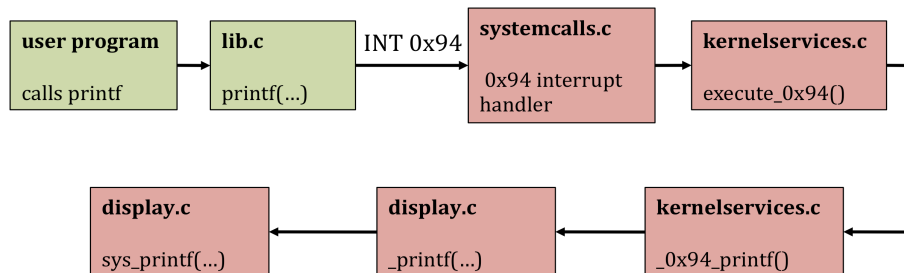 user program
calls printf
lib.c
printf(...)
INT 0x94
systemcalls.c
0x94 interrupt
handler
kernelservices.c
execute_0x94()
kernelservices.c
_0x94_printf()
display.c
_printf(...)
display.c
sys_printf(...)